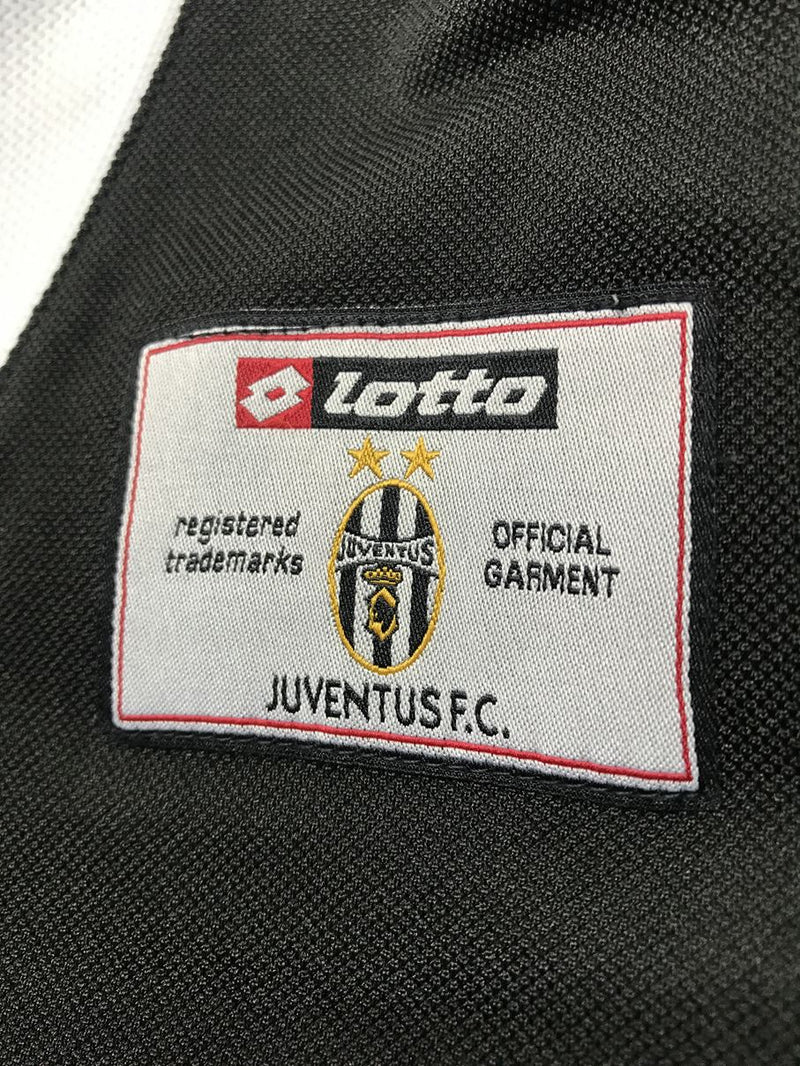 lotto
registered
trademarks
JUVENTUS
OFFICIAL
GARMENT
JUVENTUS F.C.